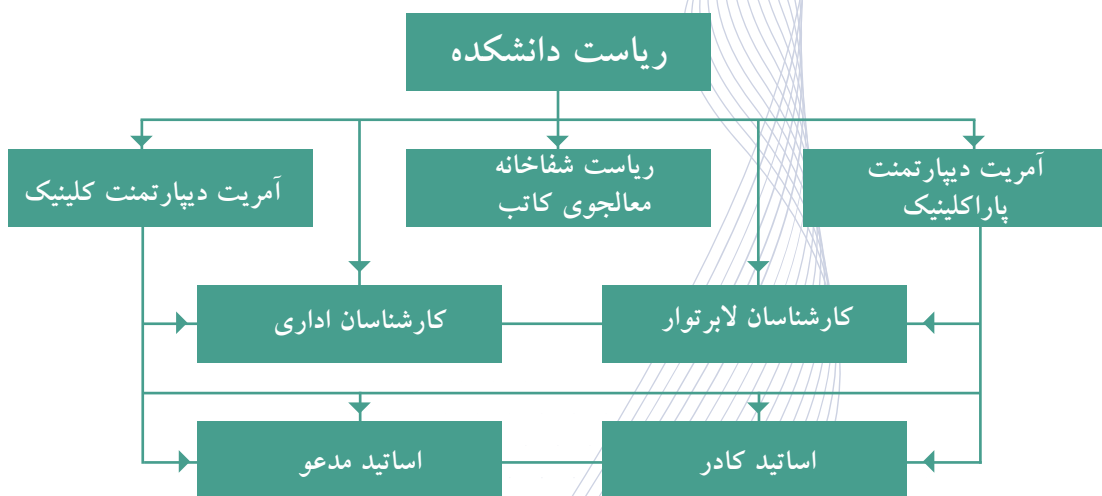 ریاست دانشکده
آمریت دیپارتمنت
پاراکلینیک
ریاست شفاخانه
معالجوی کاتب
آمریت دیپارتمنت کلینیک
کارشناسان لابرتوار
کارشناسان اداری
اساتید کادر
اساتید مدعو